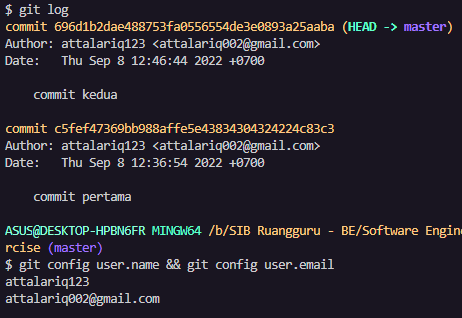 $ git log
commit 696d1b2dae488753fa0556554de3e0893a25aaba (HEAD -> master)
Author: attalariq123 <attalariq002@gmail.com>
Date:   Thu Sep 8 12:46:44 2022 +0700
    commit kedua
commit c5fef47369bb988affe5e43834304324224c83c3
Author: attalariq123 <attalariq002@gmail.com>
Date:   Thu Sep 8 12:36:54 2022 +0700
    commit pertama
ASUS@DESKTOP-HPBN6FR MINGW64 /b/SIB Ruangguru - BE/Software Engine
rcise (master)
$ git config user.name && git config user.email
attalariq123
attalariq002@gmail.com